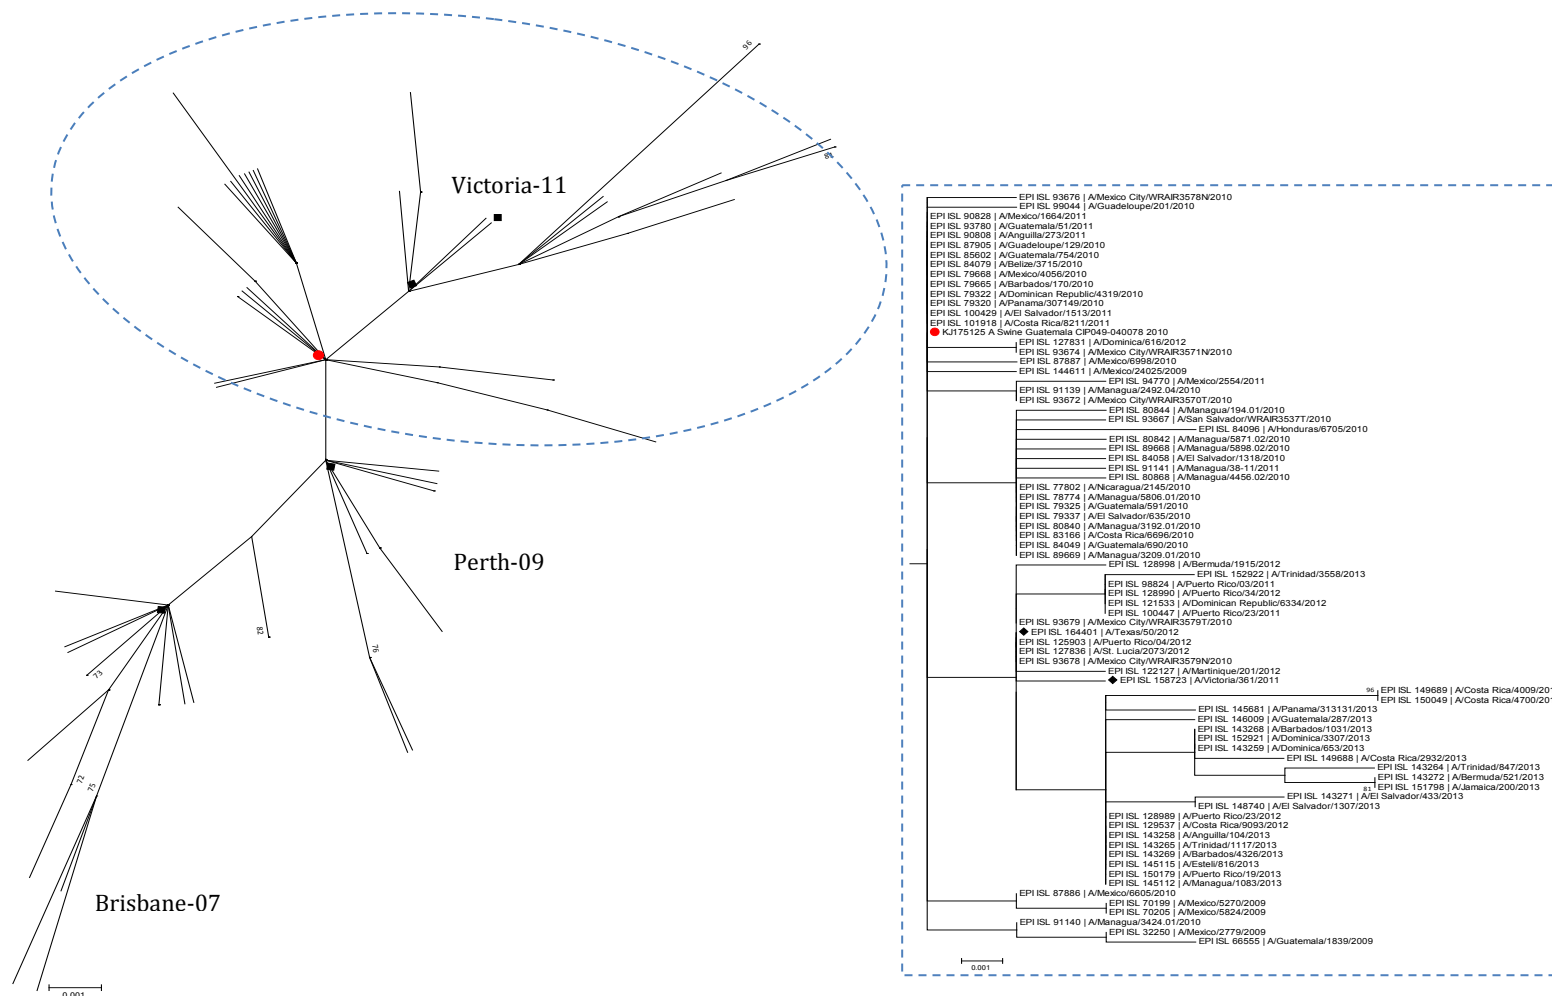 96
81
Victoria-11
Perth-09
82
76
73
72
75
Brisbane-07
0.001
EPI ISL 93676 | A/Mexico City/WRAIR3578N/2010
EPI ISL 99044 | A/Guadeloupe/201/2010
EPI ISL 90828 | A/Mexico/1664/2011
EPI ISL 93780 | A/Guatemala/51/2011
EPI ISL 90808 | A/Anguilla/273/2011
EPI ISL 87905 | A/Guadeloupe/129/2010
EPI ISL 85602 | A/Guatemala/754/2010
EPI ISL 84079 | A/Belize/3715/2010
EPI ISL 79668 | A/Mexico/4056/2010
EPI ISL 79665 | A/Barbados/170/2010
EPI ISL 79322 | A/Dominican Republic/4319/2010
EPI ISL 79320 | A/Panama/307149/2010
EPI ISL 100429 | A/El Salvador/1513/2011
EPI ISL 101918 | A/Costa Rica/8211/2011
KJ175125 A Swine Guatemala CIP049-040078 2010
EPI ISL 127831 | A/Dominica/616/2012
EPI ISL 93674 | A/Mexico City/WRAIR3571N/2010
EPI ISL 87887 | A/Mexico/6998/2010
EPI ISL 144611 | A/Mexico/24025/2009
EPI ISL 94770 | A/Mexico/2554/2011
EPI ISL 91139 | A/Managua/2492.04/2010
EPI ISL 93672 | A/Mexico City/WRAIR3570T/2010
EPI ISL 80844 | A/Managua/194.01/2010
EPI ISL 93667 | A/San Salvador/WRAIR3537T/2010
EPI ISL 84096 | A/Honduras/6705/2010
EPI ISL 80842 | A/Managua/5871.02/2010
EPI ISL 89668 | A/Managua/5898.02/2010
EPI ISL 84058 | A/El Salvador/1318/2010
EPI ISL 91141 | A/Managua/38-11/2011
EPI ISL 80868 | A/Managua/4456.02/2010
EPI ISL 77802 | A/Nicaragua/2145/2010
EPI ISL 78774 | A/Managua/5806.01/2010
EPI ISL 79325 | A/Guatemala/591/2010
EPI ISL 79337 | A/El Salvador/635/2010
EPI ISL 80840 | A/Managua/3192.01/2010
EPI ISL 83166 | A/Costa Rica/6696/2010
EPI ISL 84049 | A/Guatemala/690/2010
EPI ISL 89669 | A/Managua/3209.01/2010
EPI ISL 128998 | A/Bermuda/1915/2012
EPI ISL 152922 | A/Trinidad/3558/2013
EPI ISL 98824 | A/Puerto Rico/03/2011
EPI ISL 128990 | A/Puerto Rico/34/2012
EPI ISL 121533 | A/Dominican Republic/6334/2012
EPI ISL 100447 | A/Puerto Rico/23/2011
EPI ISL 93679 | A/Mexico City/WRAIR3579T/2010
EPI ISL 164401 | A/Texas/50/2012
EPI ISL 125903 | A/Puerto Rico/04/2012
EPI ISL 127836 | A/St. Lucia/2073/2012
EPI ISL 93678 | A/Mexico City/WRAIR3579N/2010
EPI ISL 122127 | A/Martinique/201/2012
EPI ISL 158723 | A/Victoria/361/2011
96
EPI ISL 149689 | A/Costa Rica/4009/201
EPI ISL 150049 | A/Costa Rica/4700/201
EPI ISL 145681 | A/Panama/313131/2013
EPI ISL 146009 | A/Guatemala/287/2013
EPI ISL 143268 | A/Barbados/1031/2013
EPI ISL 152921 | A/Dominica/3307/2013
EPI ISL 143259 | A/Dominica/653/2013
EPI ISL 149688 | A/Costa Rica/2932/2013
EPI ISL 143264 | A/Trinidad/847/2013
EPI ISL 143272 | A/Bermuda/521/2013
81
EPI ISL 151798 | A/Jamaica/200/2013
EPI ISL 143271 | A/El Salvador/433/2013
EPI ISL 148740 | A/El Salvador/1307/2013
EPI ISL 128989 | A/Puerto Rico/23/2012
EPI ISL 129537 | A/Costa Rica/9093/2012
EPI ISL 143258 | A/Anguilla/104/2013
EPI ISL 143265 | A/Trinidad/1117/2013
EPI ISL 143269 | A/Barbados/4326/2013
EPI ISL 145115 | A/Esteli/816/2013
EPI ISL 150179 | A/Puerto Rico/19/2013
EPI ISL 145112 | A/Managua/1083/2013
EPI ISL 87886 | A/Mexico/6605/2010
EPI ISL 70199 | A/Mexico/5270/2009
EPI ISL 70205 | A/Mexico/5824/2009
EPI ISL 91140 | A/Managua/3424.01/2010
EPI ISL 32250 | A/Mexico/2779/2009
EPI ISL 66555 | A/Guatemala/1839/2009
0.001